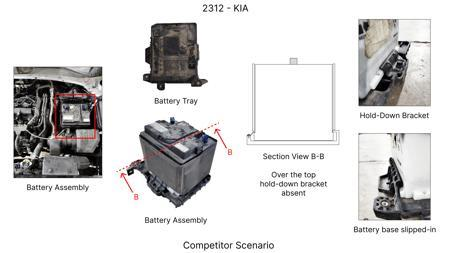 2312 - KIA
Battery Tray
Hold-Down Bracket
Section View B-B
Over the top
hold-down bracket
absent
Battery Assembly
B
B
Battery Assembly
Battery base slipped-in
Competitor Scenario